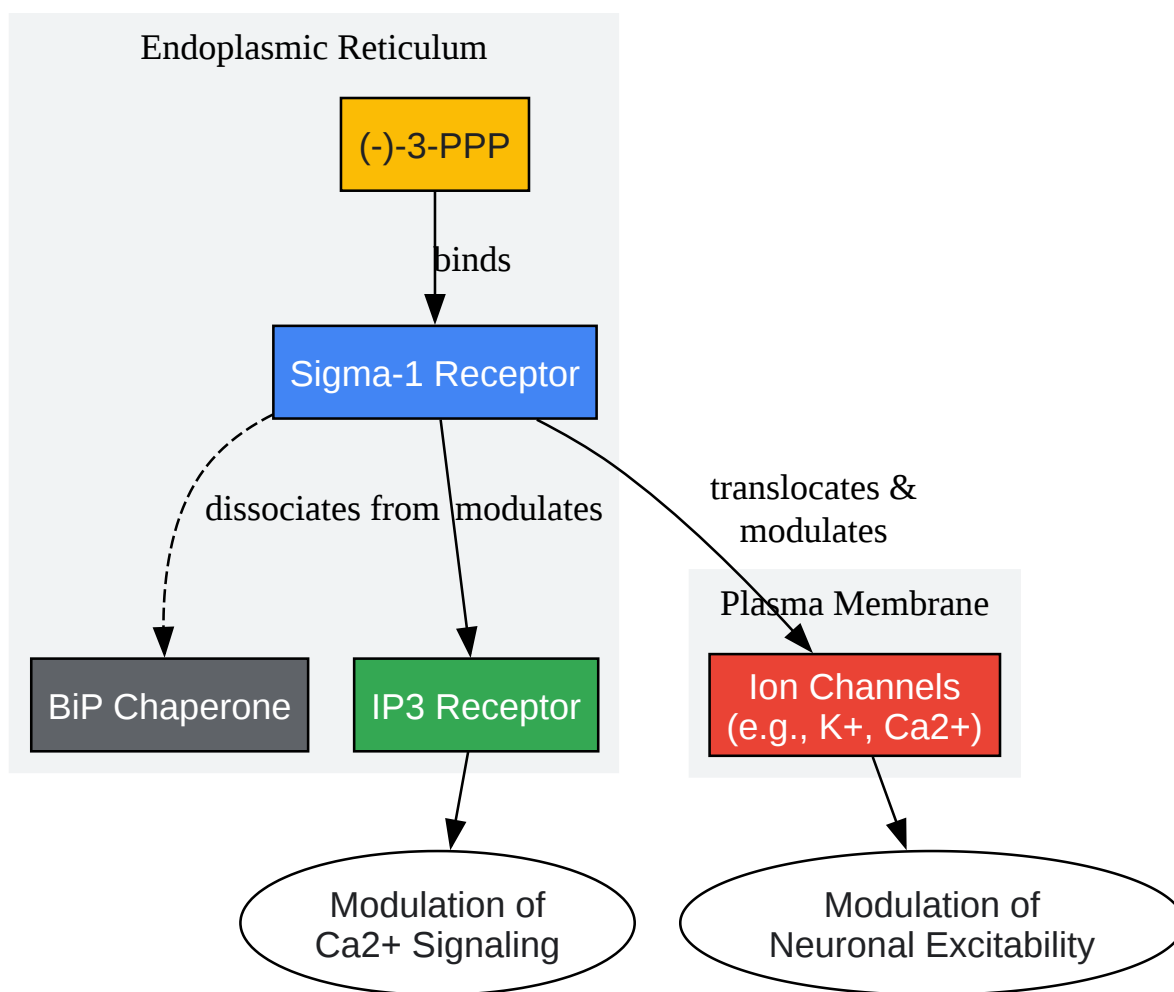 Endoplasmic Reticulum
(-)-3-PPP
binds
Sigma-1 Receptor
translocates &
modulates
dissociates from
modulates
Plasma Membrane
BiP Chaperone
IP3 Receptor
Ion Channels
(e.g., K+, Ca2+)
Modulation of
Ca2+ Signaling
Modulation of
Neuronal Excitability